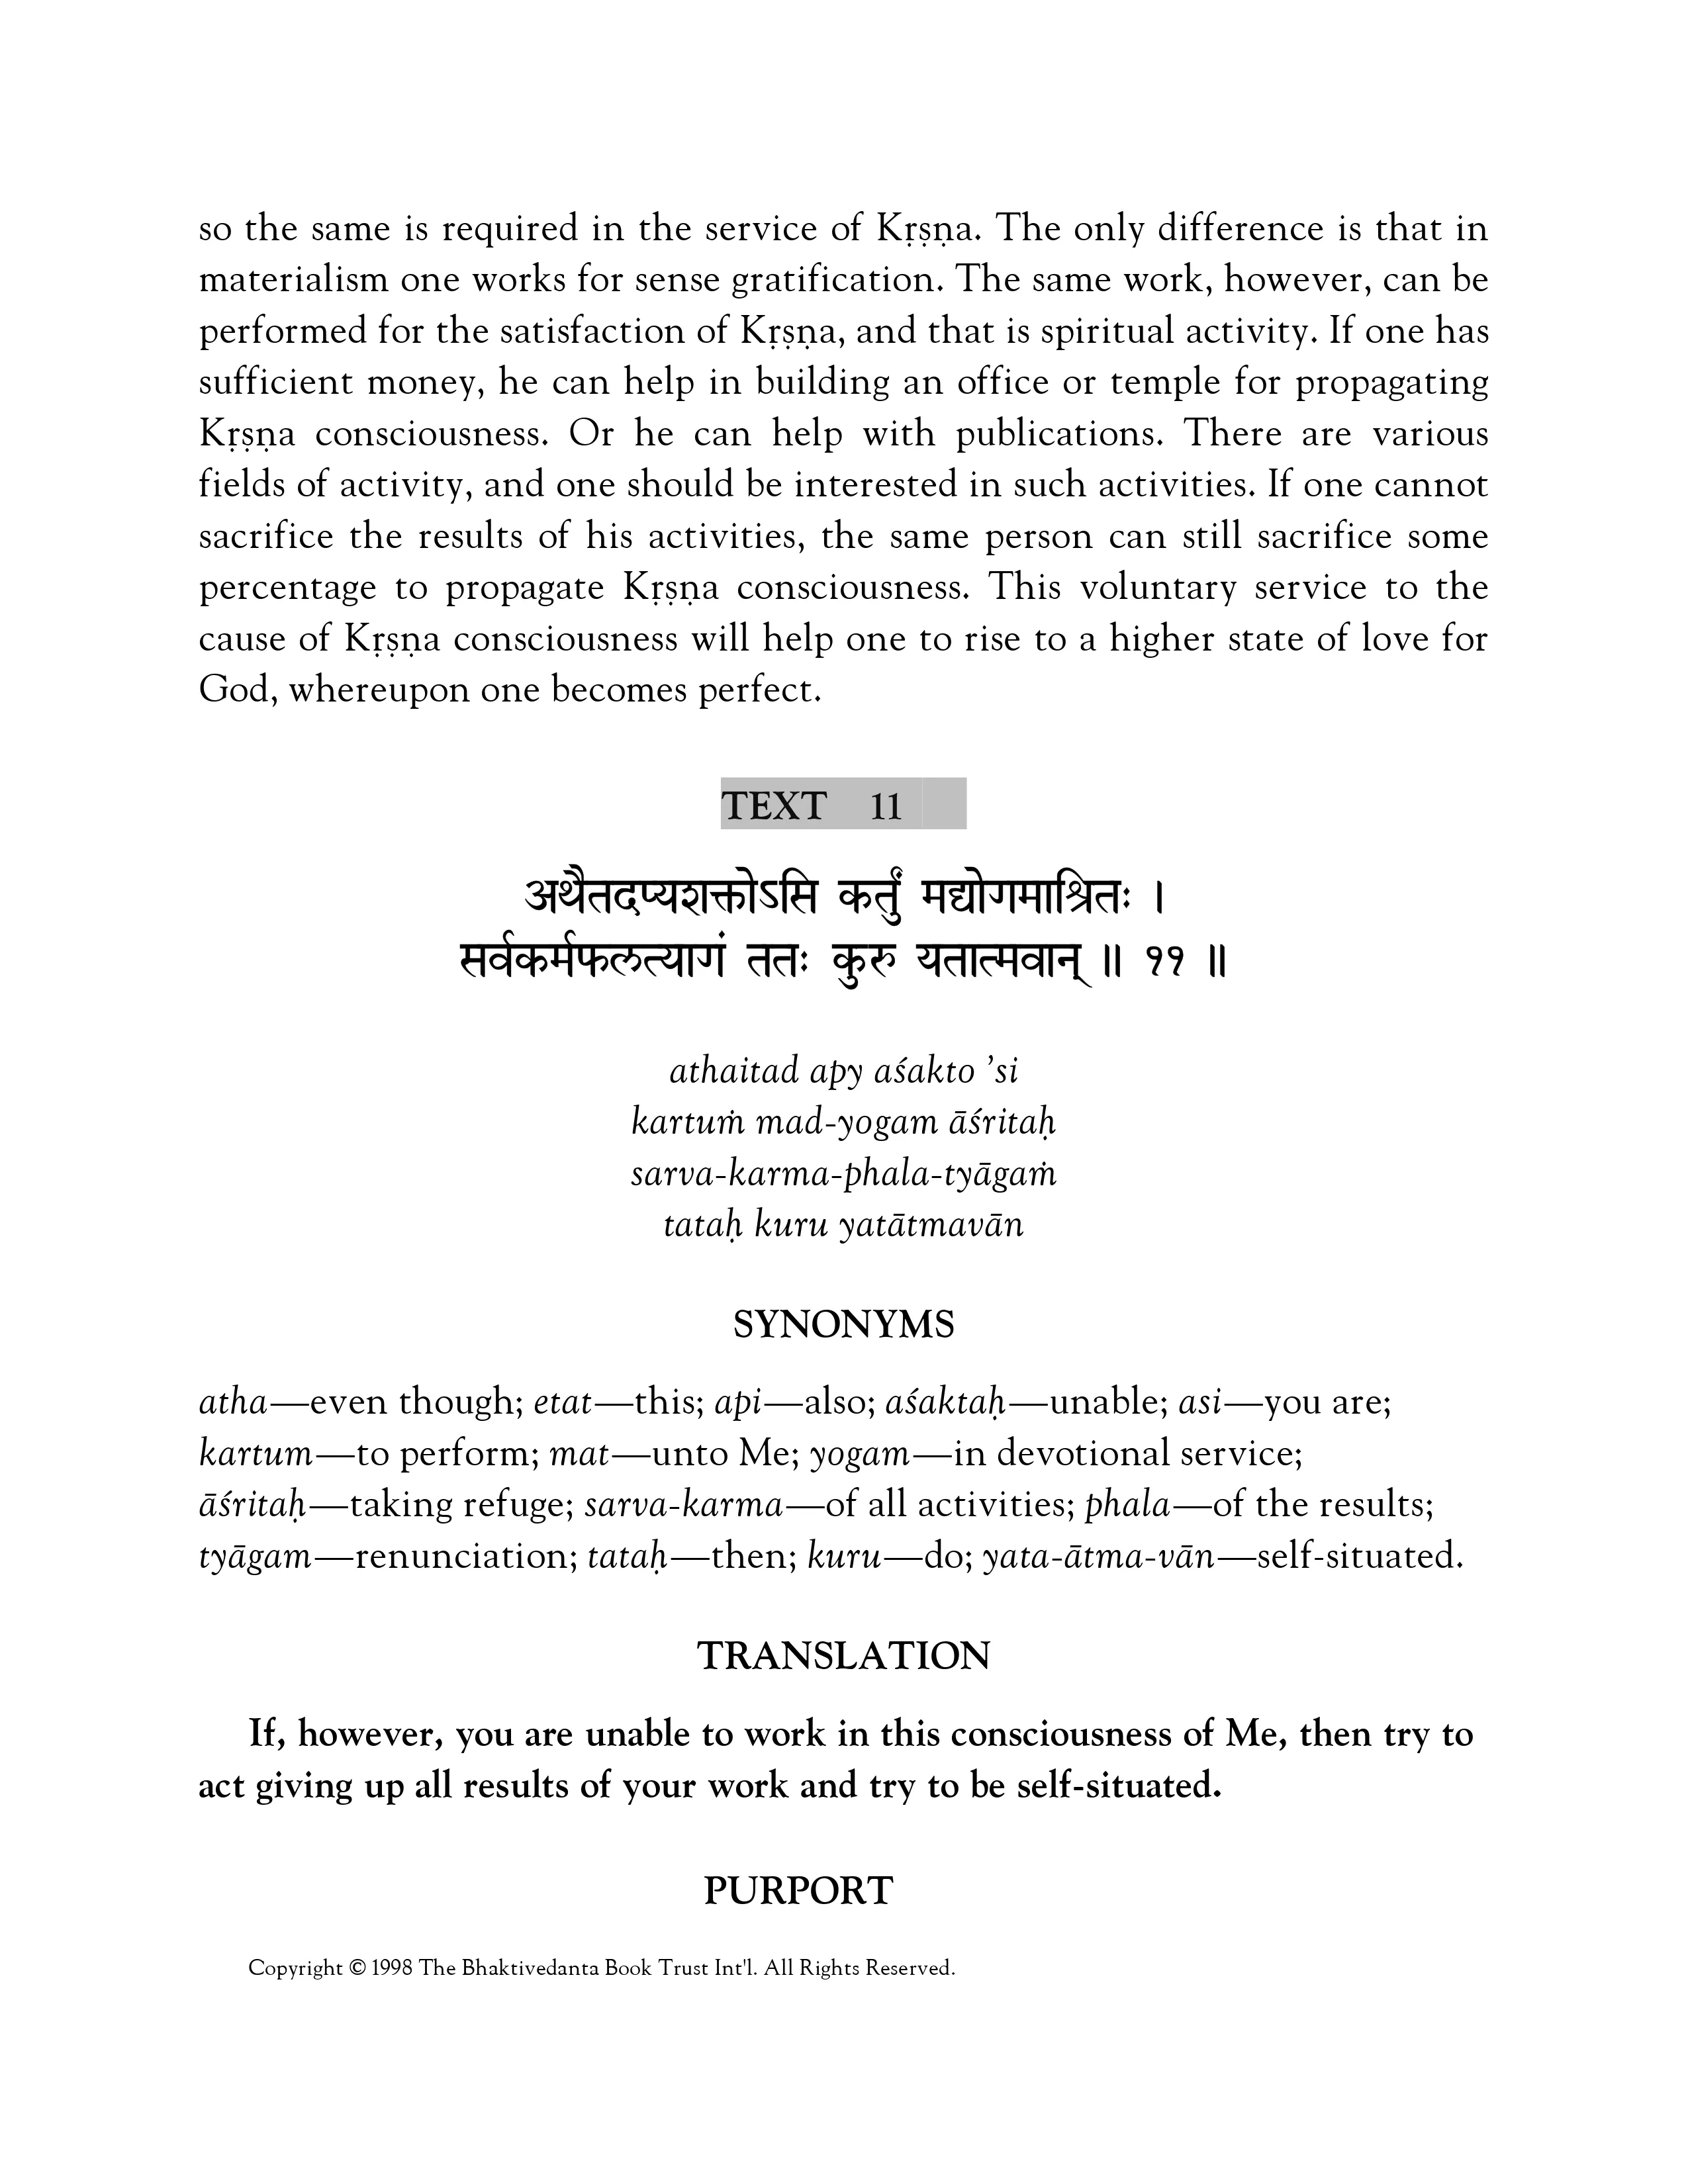 so the same is required in the service of Kṛṣṇa. The only difference is that in
materialism one works for sense gratification. The same work, however, can be
performed for the satisfaction of Kṛṣṇa, and that is spiritual activity. If one has
sufficient money, he can help in building an office or temple for propagating
Kṛṣṇa consciousness. Or he can help with publications. There are various
fields of activity, and one should be interested in such activities. If one cannot
sacrifice the results of his activities, the same person can still sacrifice some
percentage to propagate Kṛṣṇa consciousness. This voluntary service to the
cause of Kṛṣṇa consciousness will help one to rise to a higher state of love for
God, whereupon one becomes perfect.
TEXT 11
अथैतदप्यशक्तोऽसि कर्तुं मद्योगमाश्रितः ।
सर्वकर्मफलत्यागं ततः कुरु यतात्मवान् ॥ ११ ॥
athaitad apy aśakto ’si
kartuṁ mad-yogam āśritaḥ
sarva-karma-phala-tyāgaṁ
tataḥ kuru yatātmavān
SYNONYMS
atha—even though; etat—this; api—also; aśaktaḥ—unable; asi—you are;
kartum—to perform; mat—unto Me; yogam—in devotional service;
āśritaḥ—taking refuge; sarva-karma—of all activities; phala—of the results;
tyāgam—renunciation; tataḥ—then; kuru—do; yata-ātma-vān—self-situated.
TRANSLATION
If, however, you are unable to work in this consciousness of Me, then try to
act giving up all results of your work and try to be self-situated.
PURPORT
Copyright © 1998 The Bhaktivedanta Book Trust Int'l. All Rights Reserved.